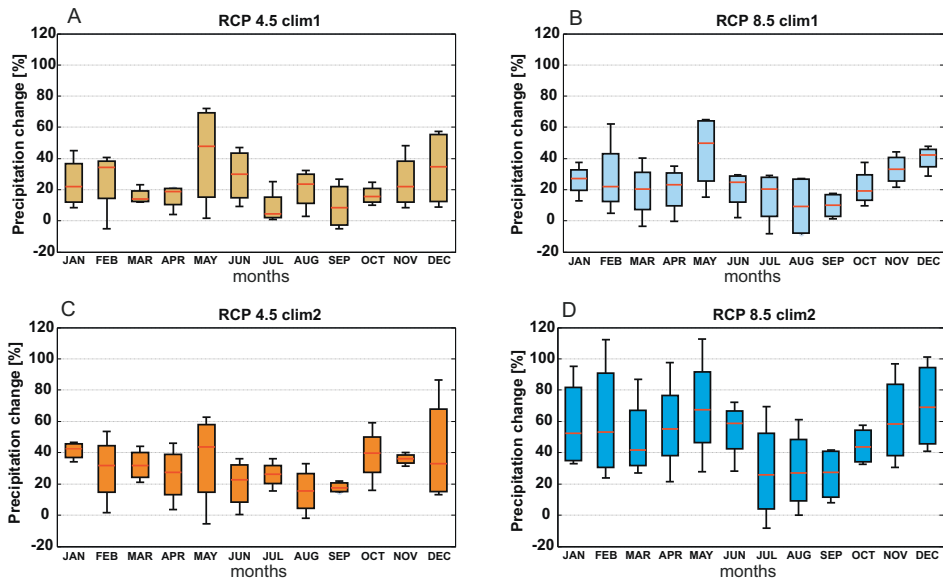 A
RCP 4.5 clim1
Precipitation change [%]
120
100
80
60
40
20
0
-20
JAN FEB MAR APR MAY JUN JUL AUG SEP OCT NOV DEC
months
B
RCP 8.5 clim1
Precipitation change [%]
120
100
80
60
40
20
0
-20
JAN FEB MAR APR MAY JUN JUL AUG SEP OCT NOV DEC
months
C
RCP 4.5 clim2
Precipitation change [%]
120
100
80
60
40
20
0
-20
JAN FEB MAR APR MAY JUN JUL AUG SEP OCT NOV DEC
months
D
RCP 8.5 clim2
Precipitation change [%]
120
100
80
60
40
20
0
-20
JAN FEB MAR APR MAY JUN JUL AUG SEP OCT NOV DEC
months